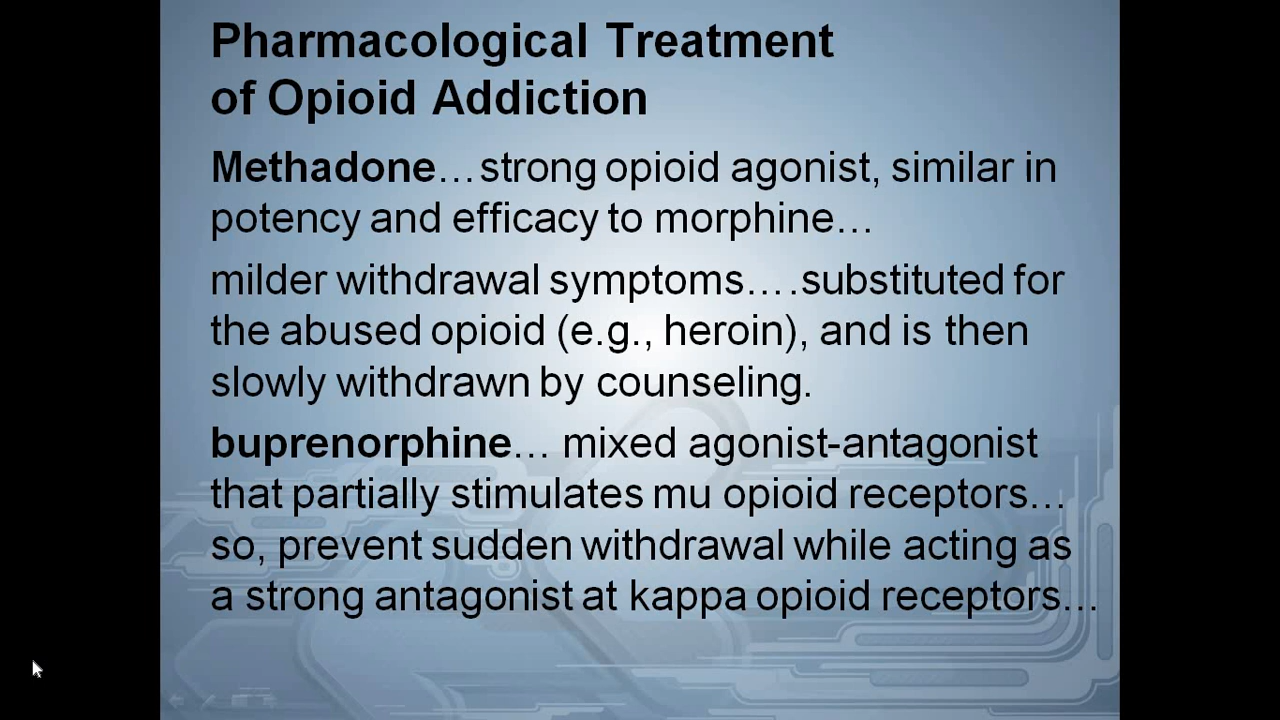 Pharmacological Treatment
of Opioid Addiction
Methadone…strong opioid agonist, similar in
potency and efficacy to morphine…
milder withdrawal symptoms….substituted for
the abused opioid (e.g., heroin), and is then
slowly withdrawn by counseling.
buprenorphine… mixed agonist-antagonist
that partially stimulates mu opioid receptors…
so, prevent sudden withdrawal while acting as
a strong antagonist at kappa opioid receptors…